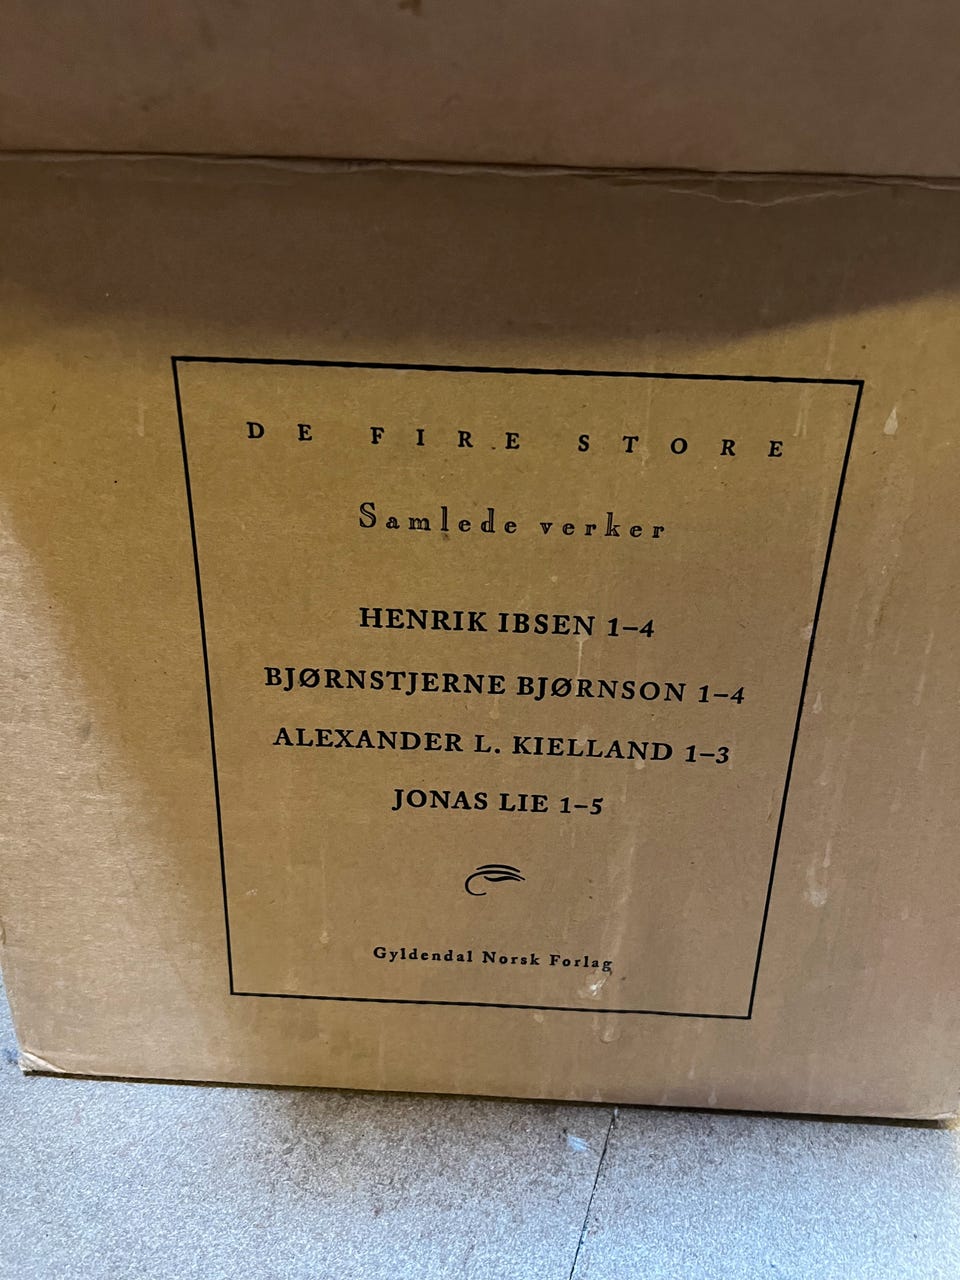 DE FIRE STORE
Samlede verker
HENRIK IBSEN 1–4
BJØRNSTJERNE BJØRNSON 1–4
ALEXANDER L. KIELLAND 1–3
JONAS LIE 1–5
Gyldendal Norsk Forlag